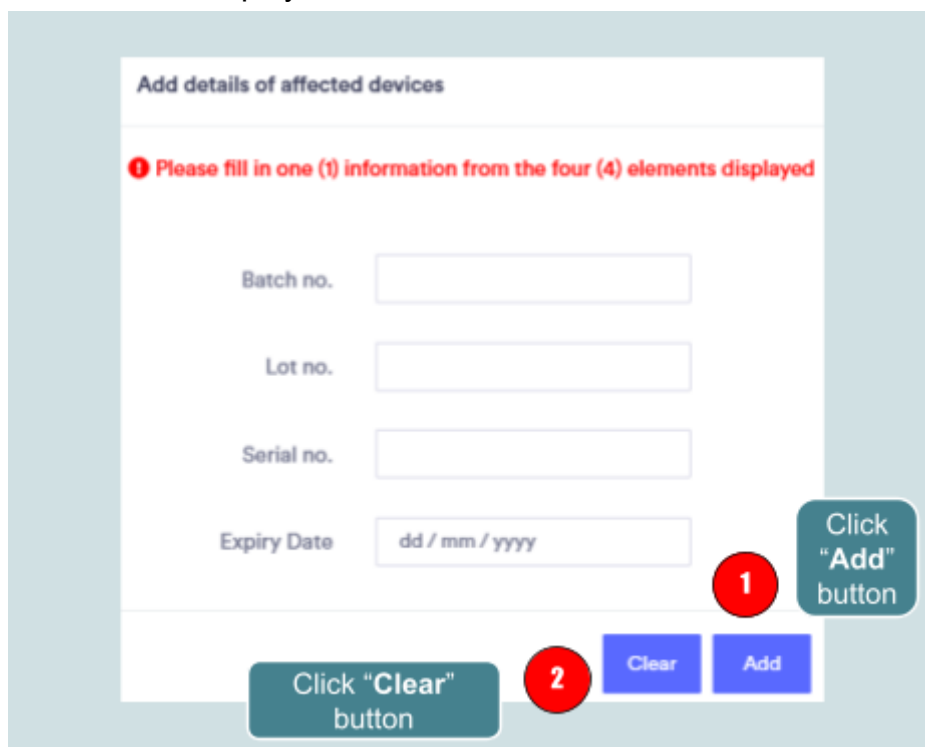 Add details of affected devices
Please fill in one (1) information from the four (4) elements displayed
Batch no.
Lot no.
Serial no.
Expiry Date
dd / mm / yyyy
Click
“Add”
button
1
Clear
Add
2
Click “Clear”
button